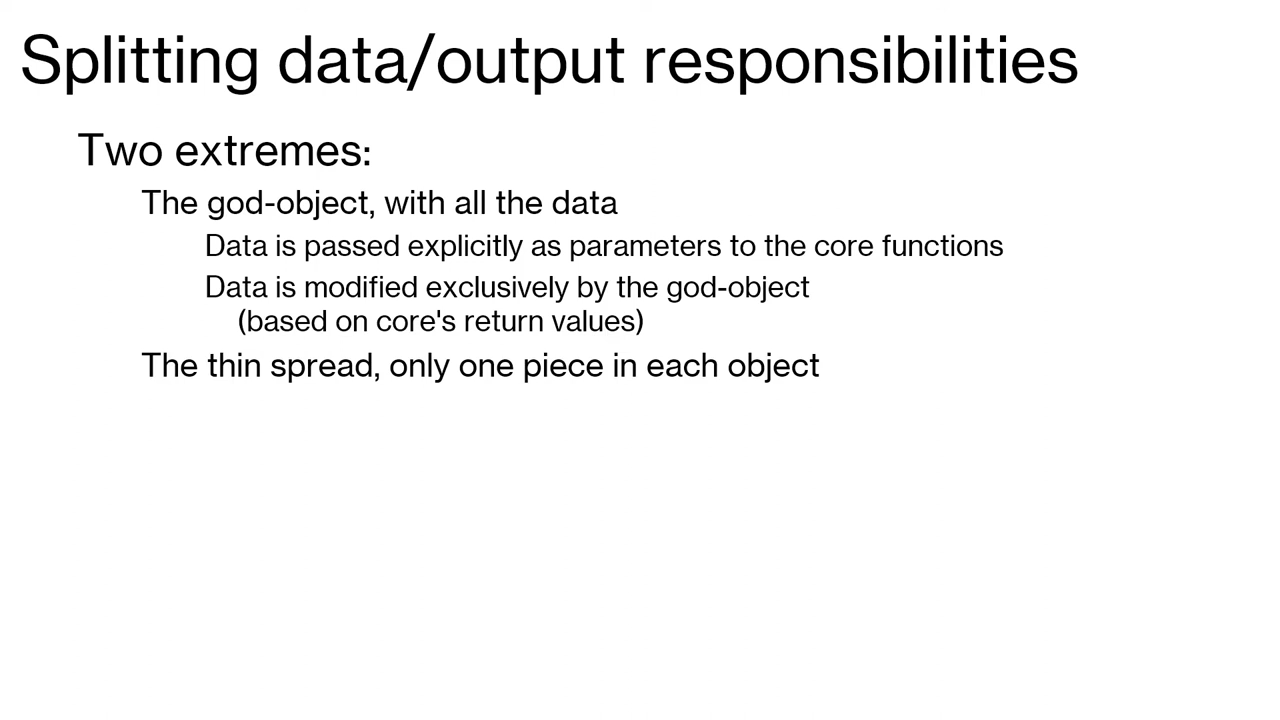 Splitting data/output responsibilities
Two extremes:
The god-object, with all the data
Data is passed explicitly as parameters to the core functions
Data is modified exclusively by the god-object
(based on core's return values)
The thin spread, only one piece in each object